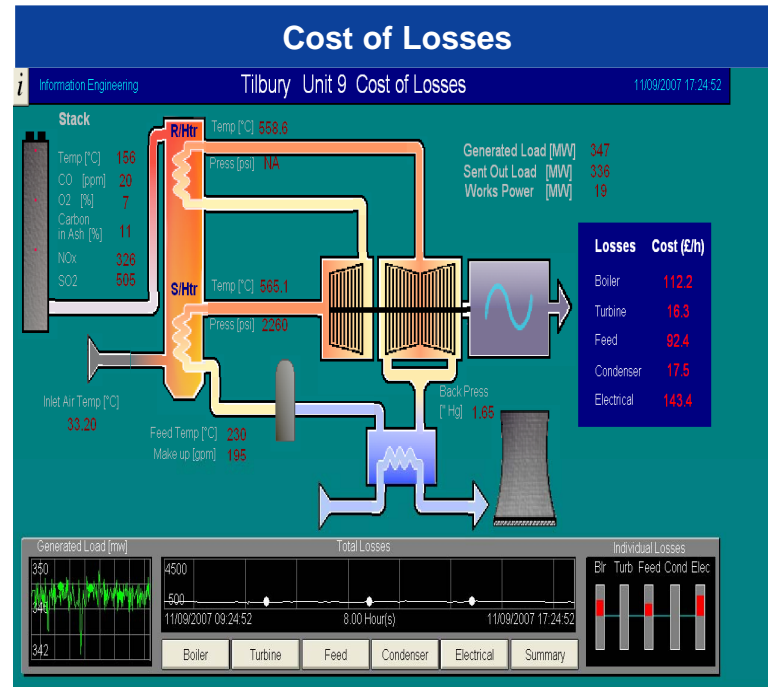 Cost of Losses
i Information Engineering Tilbury Unit 9 Cost of Losses 11/09/2007 17:24:52
Stack
Temp [°C] 156
CO [ppm] 20
O2 [%] 7
Carbon
in Ash [%] 11
NOx 326
SO2 505
R/Htr
Temp [°C] 558.6
Press [psi] NA
S/Htr
Temp [°C] 565.1
Press [psi] 2260
Generated Load [MW] 347
Sent Out Load [MW] 336
Works Power [MW] 19
Losses Cost (£/h)
Boiler 112.2
Turbine 16.3
Feed 92.4
Condenser 17.5
Electrical 143.4
Inlet Air Temp [°C]
33.20
Feed Temp [°C] 230
Make up [gpm] 195
Back Press
[" Hg] 1.65
Generated Load [mw]
350
346
342
Total Losses
4500
500
11/09/2007 09:24:52 8.00 Hour(s) 11/09/2007 17:24:52
Boiler Turbine Feed Condenser Electrical Summary
Individual Losses
Blr Turb Feed Cond Elec